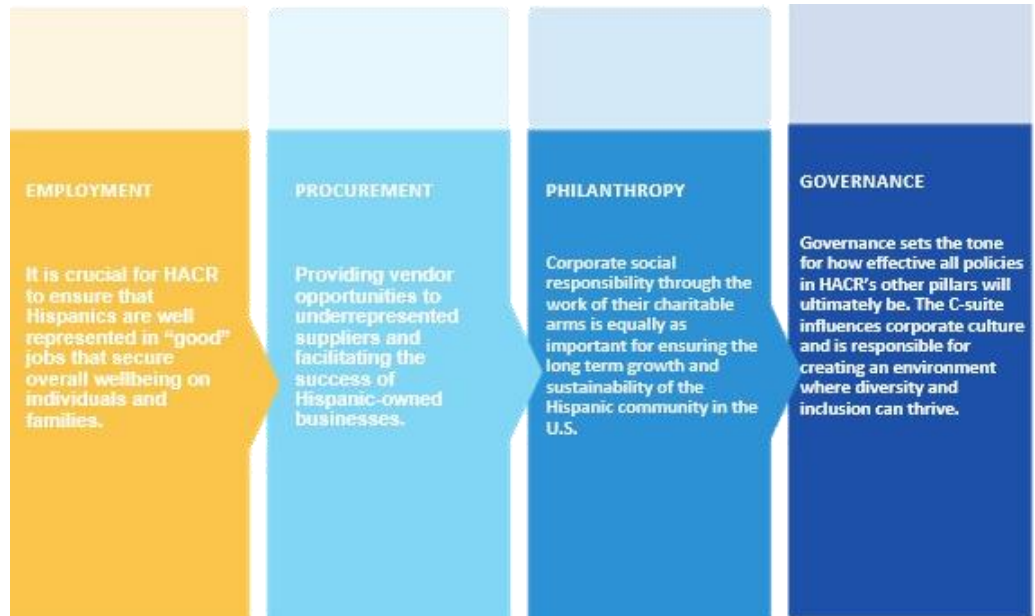 EMPLOYMENT
It is crucial for HACR
to ensure that
Hispanics are well
represented in “good”
jobs that secure
overall wellbeing on
individuals and
families.
PROCUREMENT
Providing vendor
opportunities to
underrepresented
suppliers and
facilitating the
success of
Hispanic-owned
businesses.
PHILANTHROPY
Corporate social
responsibility through the
work of their charitable
arms is equally as
important for ensuring the
long term growth and
sustainability of the
Hispanic community in the
U.S.
GOVERNANCE
Governance sets the tone
for how effective all policies
in HACR’s other pillars will
ultimately be. The C-suite
influences corporate culture
and is responsible for
creating an environment
where diversity and
inclusion can thrive.